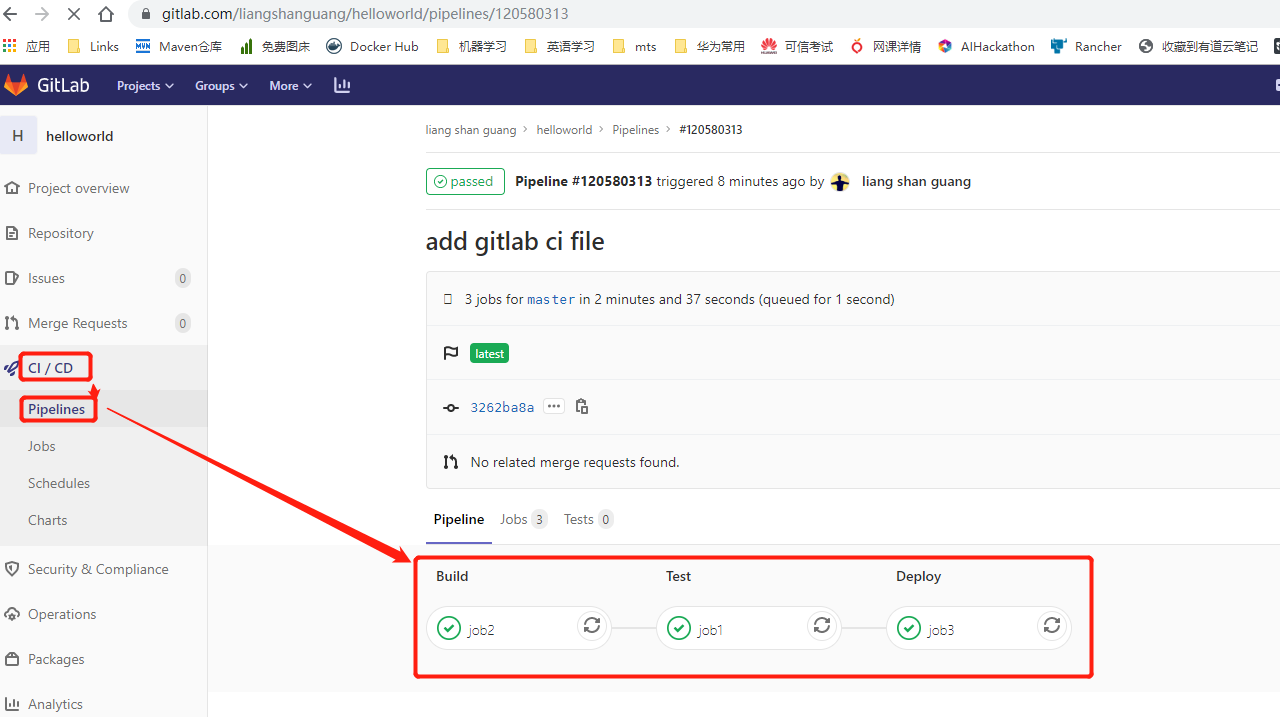 gitlab.com/liangshanguang/helloworld/pipelines/120580313
应用 Links Maven仓库 免费图床 Docker Hub 机器学习 英语学习 mts 华为常用 可信考试 网课详情 AIHackathon Rancher 收藏到有道云笔记
GitLab Projects Groups More
H helloworld
liang shan guang > helloworld > Pipelines > #120580313
Project overview
passed Pipeline #120580313 triggered 8 minutes ago by liang shan guang
Repository
add gitlab ci file
Issues 0
3 jobs for master in 2 minutes and 37 seconds (queued for 1 second)
Merge Requests 0
latest
CI / CD
Pipelines
3262ba8a ...
Jobs
No related merge requests found.
Schedules
Charts
Pipeline Jobs 3 Tests 0
Security & Compliance
Build Test Deploy
Operations
job2 job1 job3
Packages
Analytics